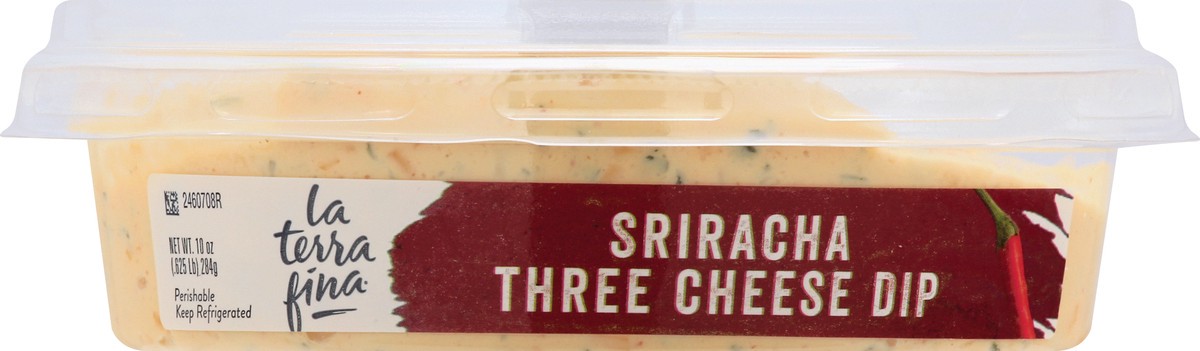 2460708R
NET WT. 10 oz
(.625 Lb) 284g
Perishable
Keep Refrigerated
la
terra
fina
SRIRACHA
THREE CHEESE DIP